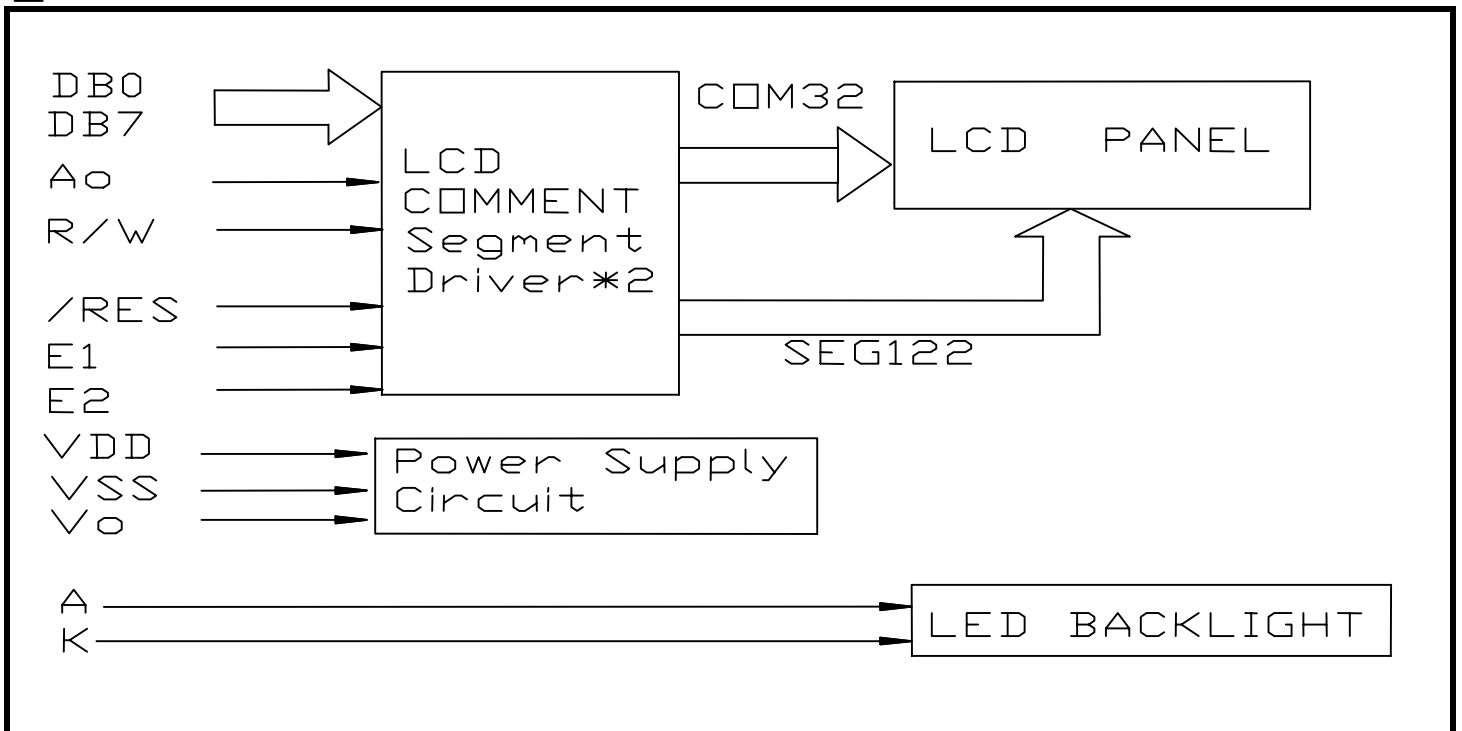 DB0
DB7
Ao
R/W
/RES
E1
E2
VDD
VSS
Vo
A
K
LCD
COMMENT
Segment
Driver*2
COM32
LCD PANEL
SEG122
Power Supply
Circuit
LED BACKLIGHT